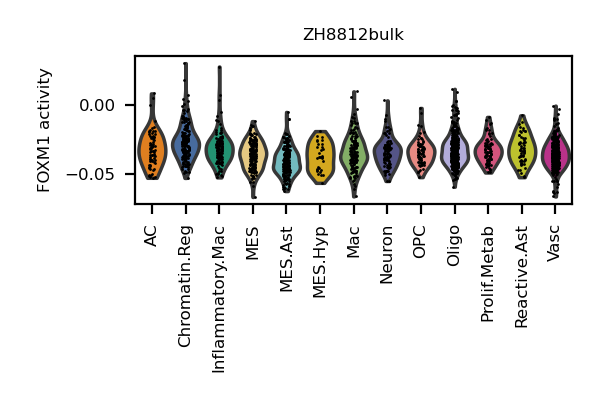 ZH8812bulk
FOXM1 activity
0.00
−0.05
AC
Chromatin.Reg
Inflammatory.Mac
MES
MES.Ast
MES.Hyp
Mac
Neuron
OPC
Oligo
Prolif.Metab
Reactive.Ast
Vasc